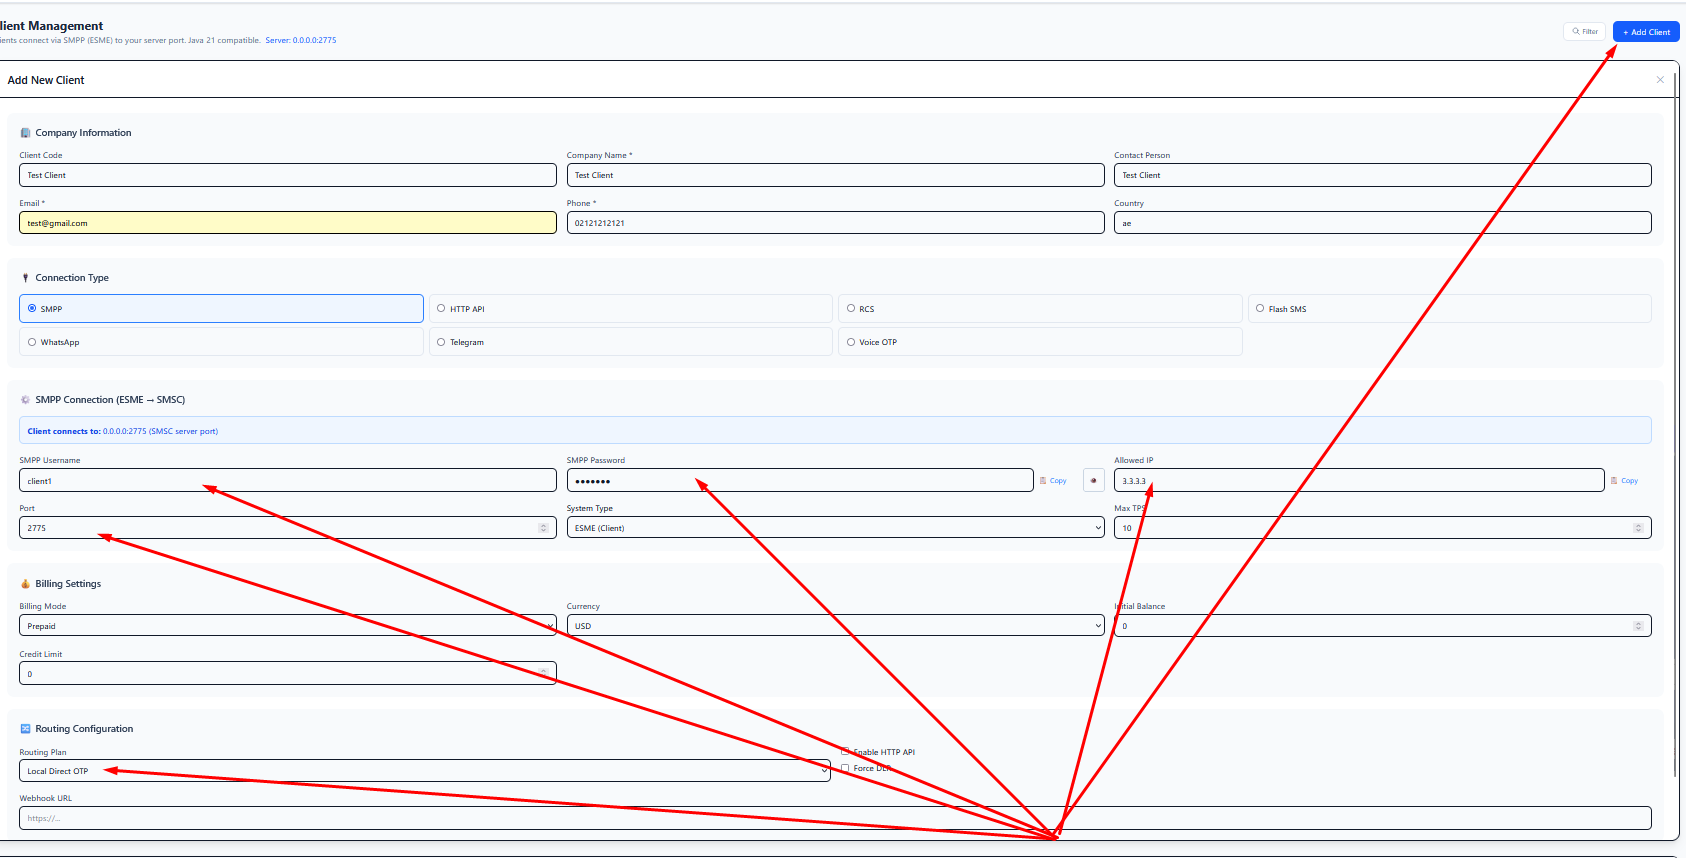 lient Management
ients connect via SMPP (ESME) to your server port. Java 21 compatible. Server: 0.0.0.0:2775
Filter
+ Add Client
Add New Client
Company Information
Client Code
Company Name *
Contact Person
Test Client
Test Client
Test Client
Email *
Phone *
Country
test@gmail.com
02121212121
ae
Connection Type
SMPP
HTTP API
RCS
Flash SMS
WhatsApp
Telegram
Voice OTP
SMPP Connection (ESME → SMSC)
Client connects to: 0.0.0.0:2775 (SMSC server port)
SMPP Username
SMPP Password
Allowed IP
client1
•••••••
Copy
3.3.3.3
Copy
Port
System Type
Max TPS
2775
ESME (Client)
10
Billing Settings
Billing Mode
Currency
Initial Balance
Prepaid
USD
0
Credit Limit
0
Routing Configuration
Routing Plan
Enable HTTP API
Local Direct OTP
Force DLR
Webhook URL
https://...